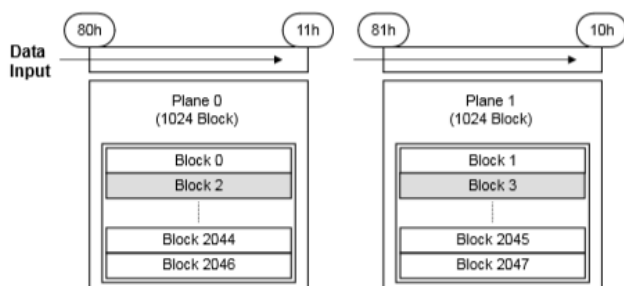 80h 11h 81h 10h
Data
Input
Plane 0
(1024 Block)
Block 0
Block 2
Block 2044
Block 2046
Plane 1
(1024 Block)
Block 1
Block 3
Block 2045
Block 2047